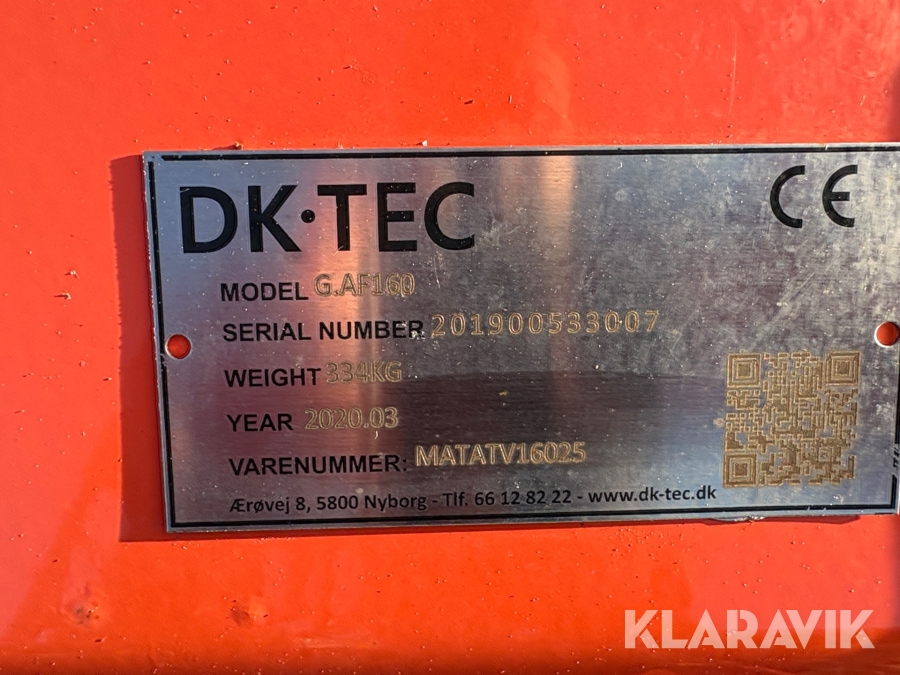 DK·TEC
CE
MODEL G.AF160
SERIAL NUMBER 201900533007
WEIGHT 334KG
YEAR 2020.03
VARENUMMER: MATATV16025
Ærøvej 8, 5800 Nyborg - Tlf. 66 12 82 22 - www.dk-tec.dk
KLARAVIK